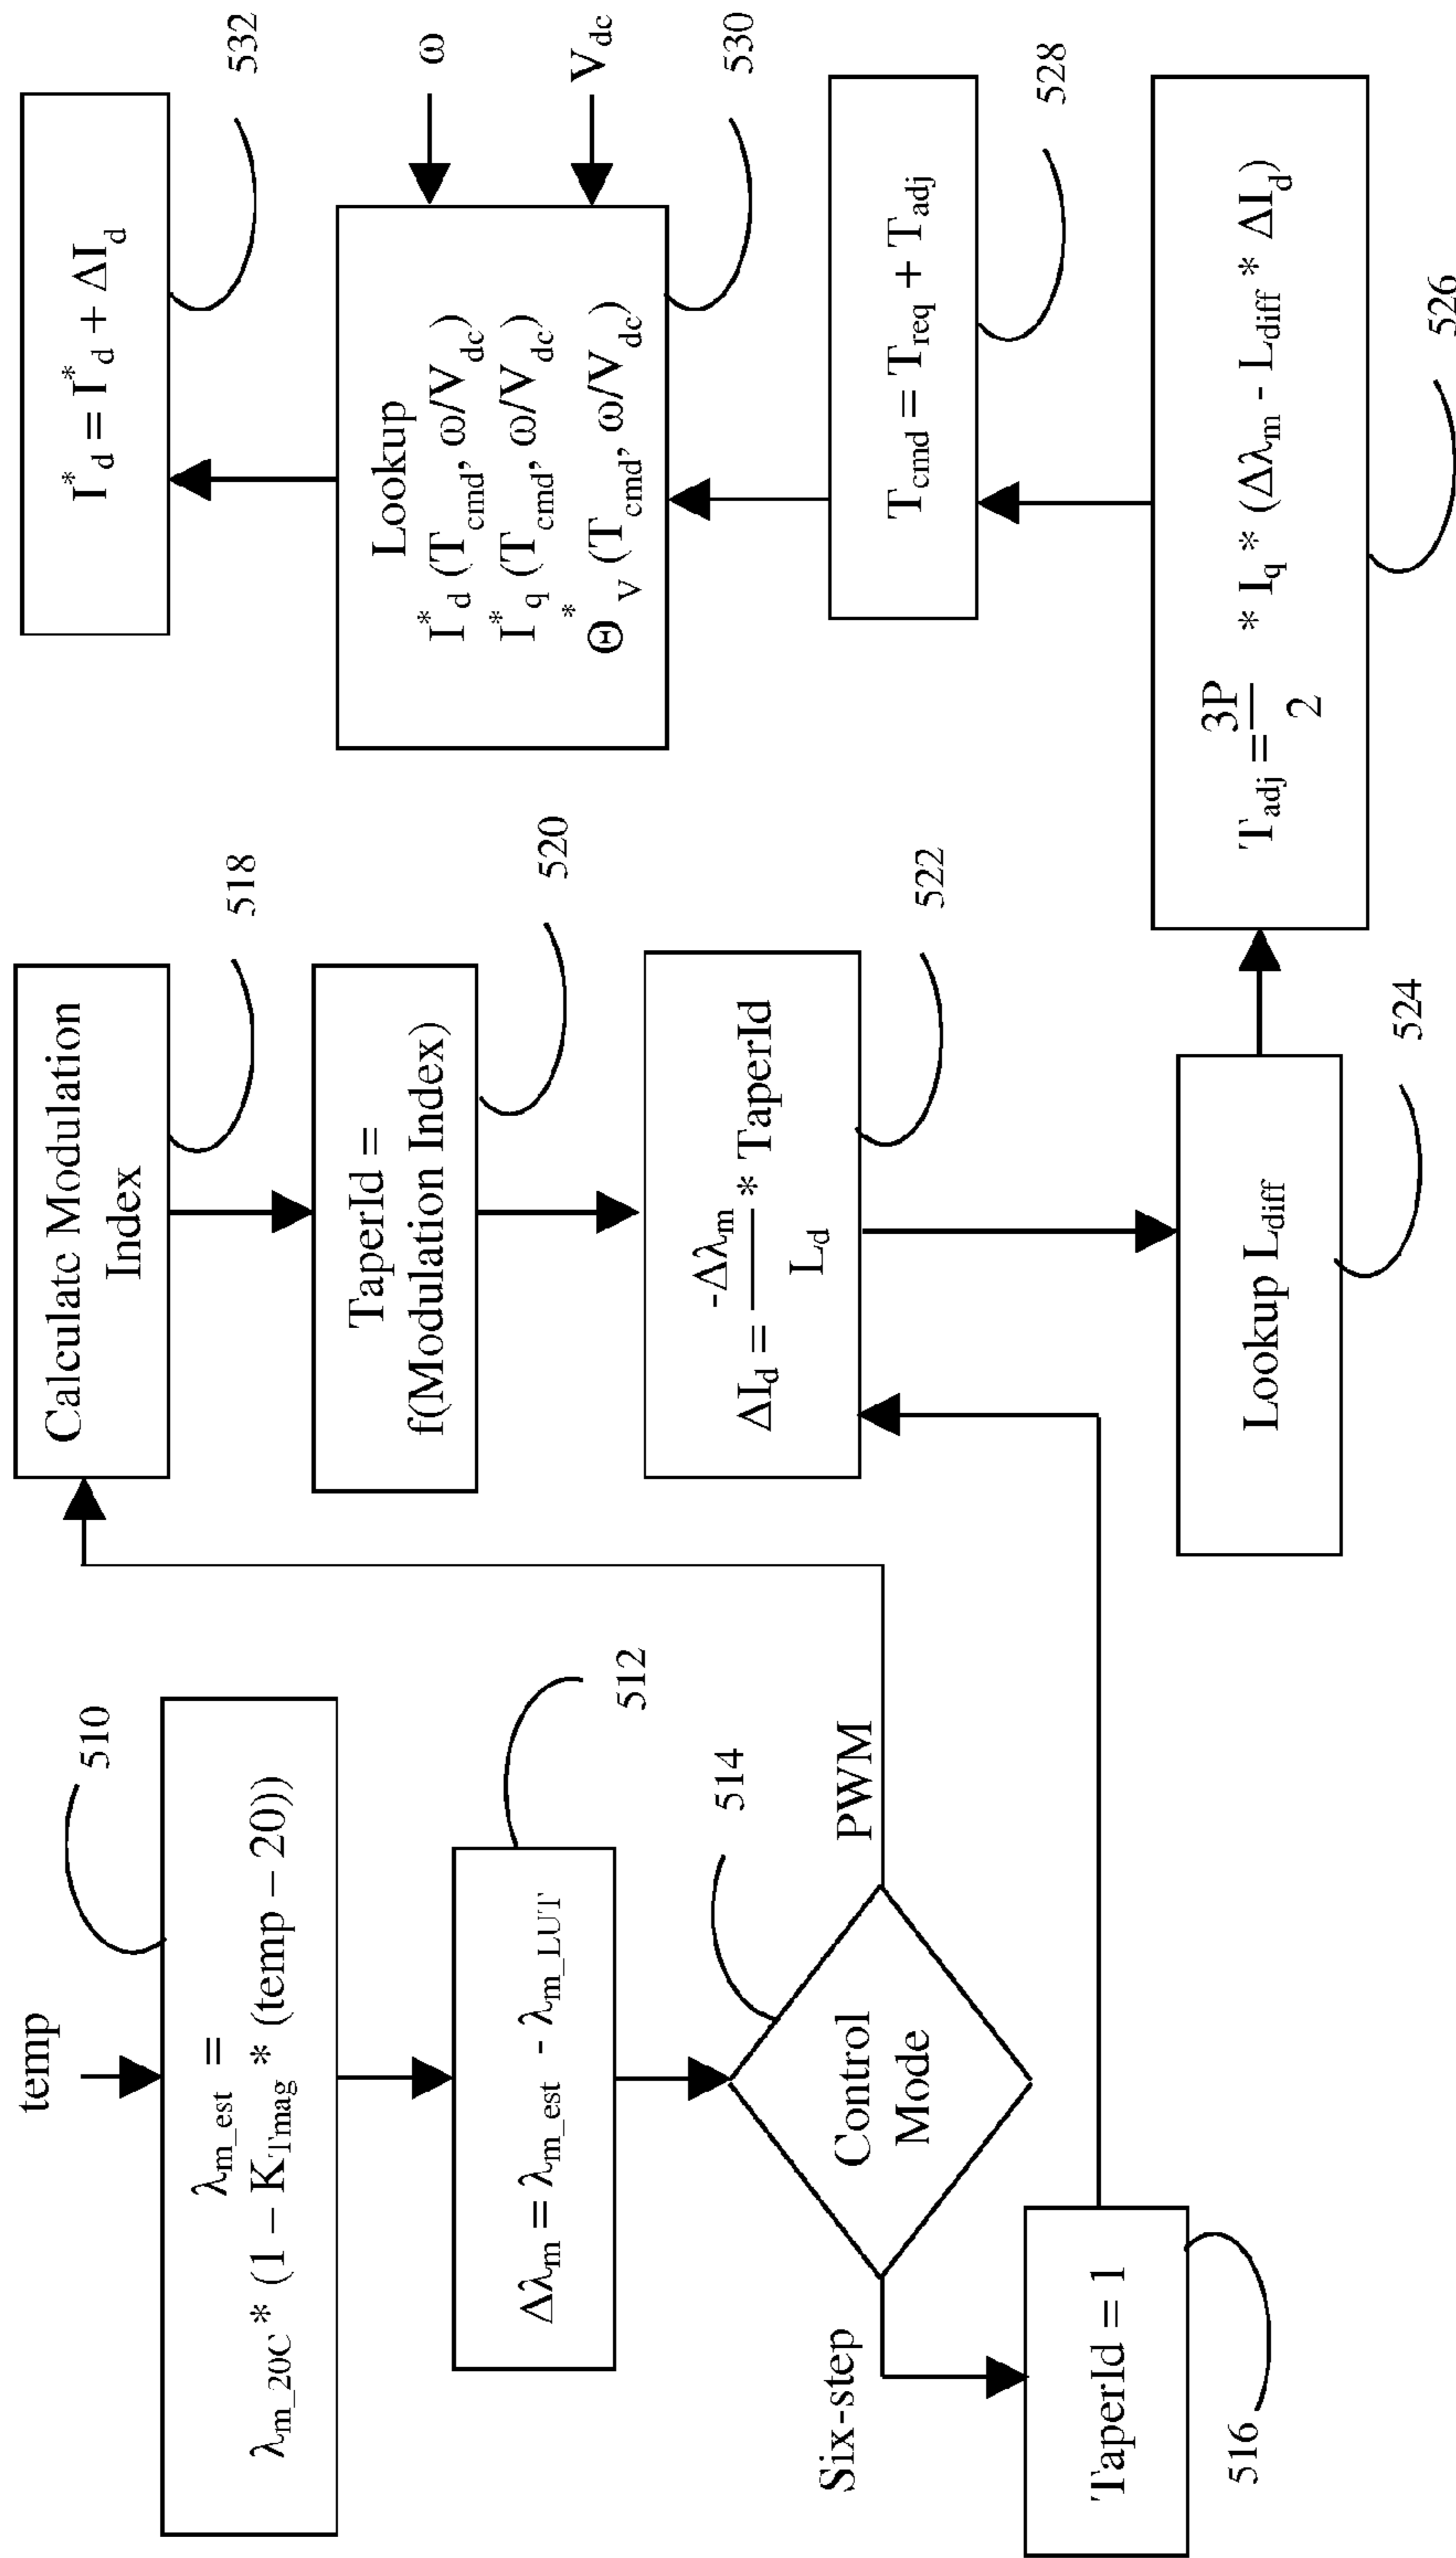 temp
510
λm_est =
λm_20C * (1 – KTmag * (temp – 20))
512
Δλm = λm_est - λm_LUT
514
Control
Mode
PWM
Six-step
TaperId = 1
516
Calculate Modulation
Index
518
TaperId =
f(Modulation Index)
520
ΔId = -Δλm / Ld * TaperId
522
Lookup Ldiff
524
Tadj = 3P / 2 * Iq * (Δλm - Ldiff * ΔId)
526
Tcmd = Treq + Tadj
528
Lookup
I*d (Tcmd, ω/Vdc)
I*q (Tcmd, ω/Vdc)
Θ*V (Tcmd, ω/Vdc)
530
ω
Vdc
I*d = I*d + ΔId
532